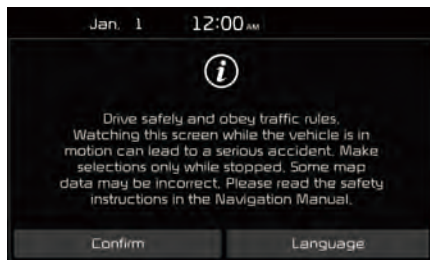 Jan. 1 12:00 AM
i
Drive safely and obey traffic rules.
Watching this screen while the vehicle is in
motion can lead to a serious accident. Make
selections only while stopped. Some map
data may be incorrect. Please read the safety
instructions in the Navigation Manual.
Confirm Language